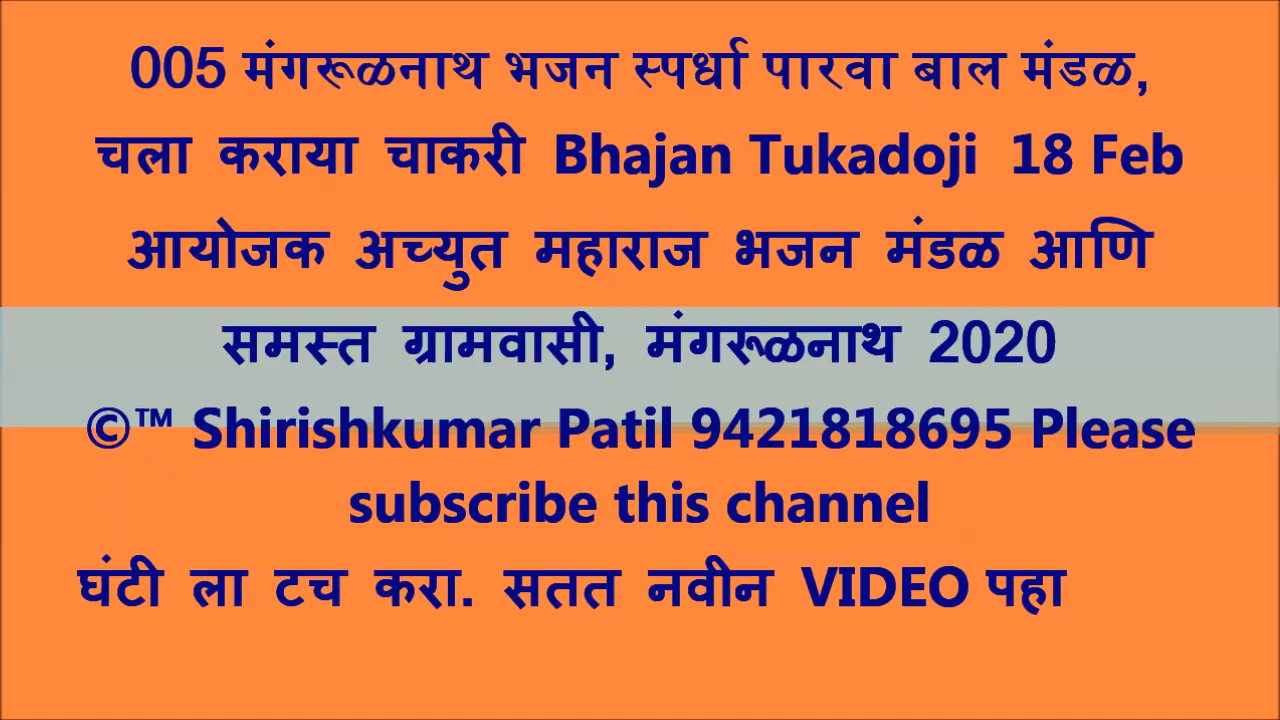 005 मंगरूळनाथ भजन स्पर्धा पारवा बाल मंडळ,
चला कराया चाकरी Bhajan Tukadoji 18 Feb
आयोजक अच्युत महाराज भजन मंडळ आणि
समस्त ग्रामवासी, मंगरूळनाथ 2020
©™ Shirishkumar Patil 9421818695 Please
subscribe this channel
घंटी ला टच करा. सतत नवीन VIDEO पहा